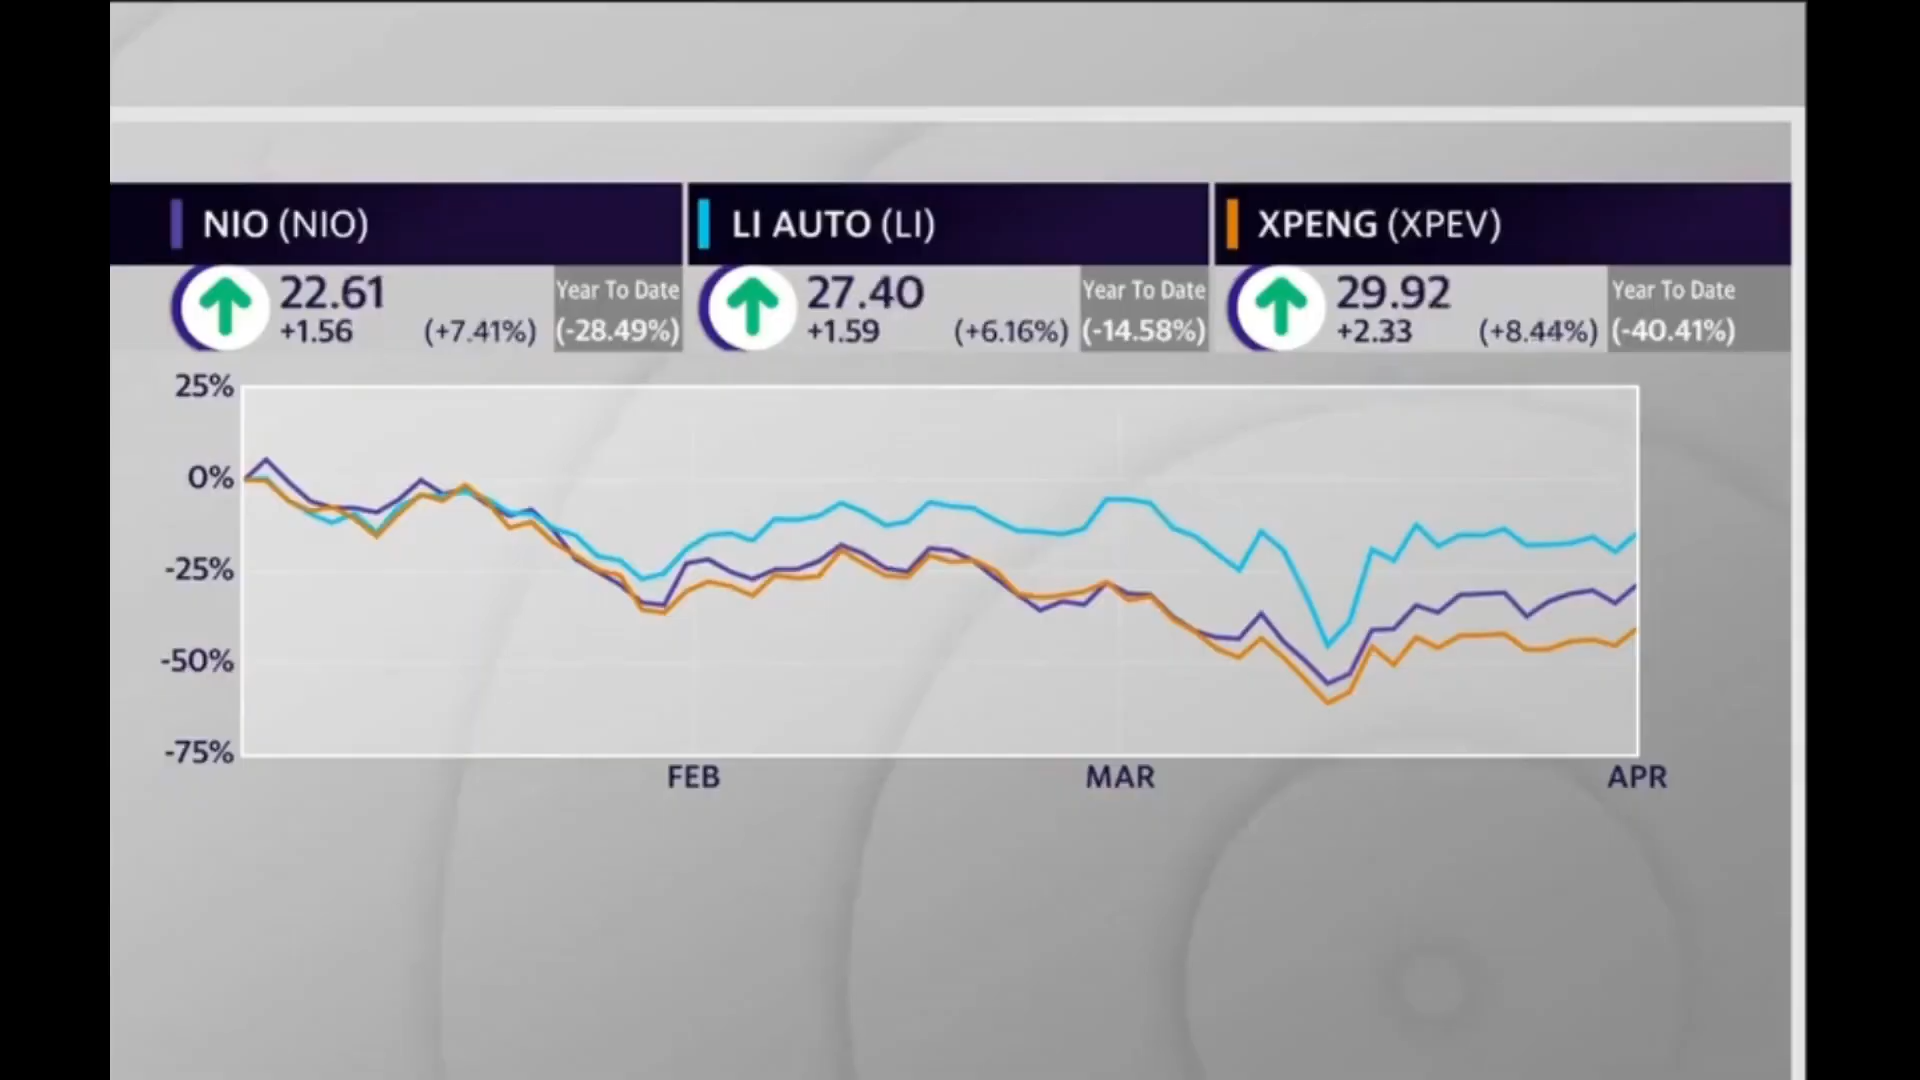 NIO (NIO)
22.61
+1.56 (+7.41%)
Year To Date
(-28.49%)
LI AUTO (LI)
27.40
+1.59 (+6.16%)
Year To Date
(-14.58%)
XPENG (XPEV)
29.92
+2.33 (+8.44%)
Year To Date
(-40.41%)
25%
0%
-25%
-50%
-75%
FEB MAR APR